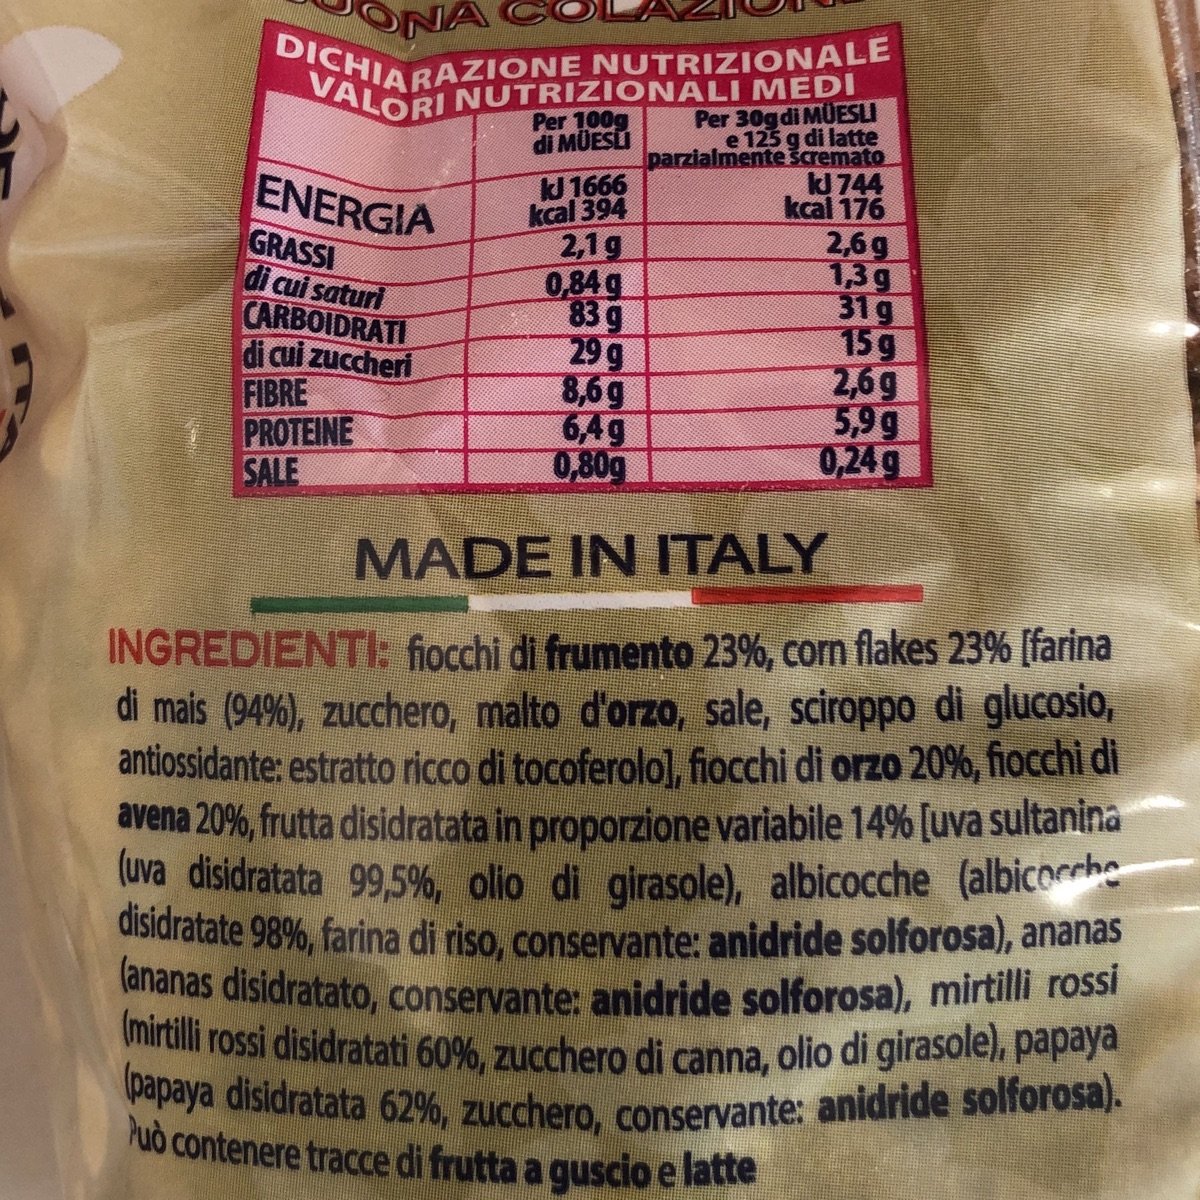 BUONA COLAZIONE
DICHIARAZIONE NUTRIZIONALE
VALORI NUTRIZIONALI MEDI
Per 100g di MÜESLI Per 30g di MÜESLI e 125 g di latte parzialmente scremato
ENERGIA kJ 1666 kcal 394 kJ 744 kcal 176
GRASSI 2,1 g 2,6 g
di cui saturi 0,84 g 1,3 g
CARBOIDRATI 83 g 31 g
di cui zuccheri 29 g 15 g
FIBRE 8,6 g 2,6 g
PROTEINE 6,4 g 5,9 g
SALE 0,80g 0,24 g
MADE IN ITALY
INGREDIENTI: fiocchi di frumento 23%, corn flakes 23% [farina
di mais (94%), zucchero, malto d'orzo, sale, sciroppo di glucosio,
antiossidante: estratto ricco di tocoferolo], fiocchi di orzo 20%, fiocchi di
avena 20%, frutta disidratata in proporzione variabile 14% [uva sultanina
(uva disidratata 99,5%, olio di girasole), albicocche (albicocche
disidratate 98%, farina di riso, conservante: anidride solforosa), ananas
(ananas disidratato, conservante: anidride solforosa), mirtilli rossi
(mirtilli rossi disidratati 60%, zucchero di canna, olio di girasole), papaya
(papaya disidratata 62%, zucchero, conservante: anidride solforosa).
Può contenere tracce di frutta a guscio e latte